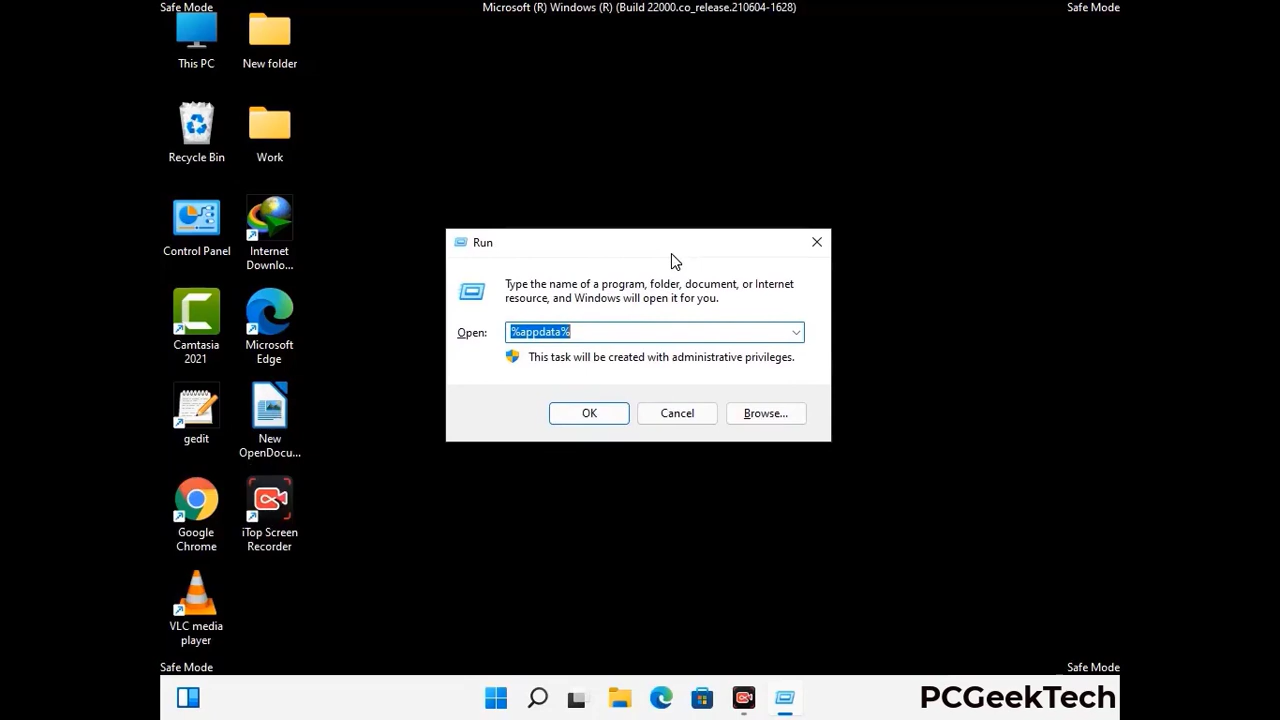 Safe Mode
Microsoft (R) Windows (R) (Build 22000.co_release.210604-1628)
Safe Mode
This PC
New folder
Recycle Bin
Work
Control Panel
Internet
Downlo...
Camtasia
2021
Microsoft
Edge
gedit
New
OpenDocu...
Google
Chrome
iTop Screen
Recorder
VLC media
player
Run
Type the name of a program, folder, document, or Internet
resource, and Windows will open it for you.
Open:
%appdata%
This task will be created with administrative privileges.
OK
Cancel
Browse...
Safe Mode
Safe Mode
PCGeekTech